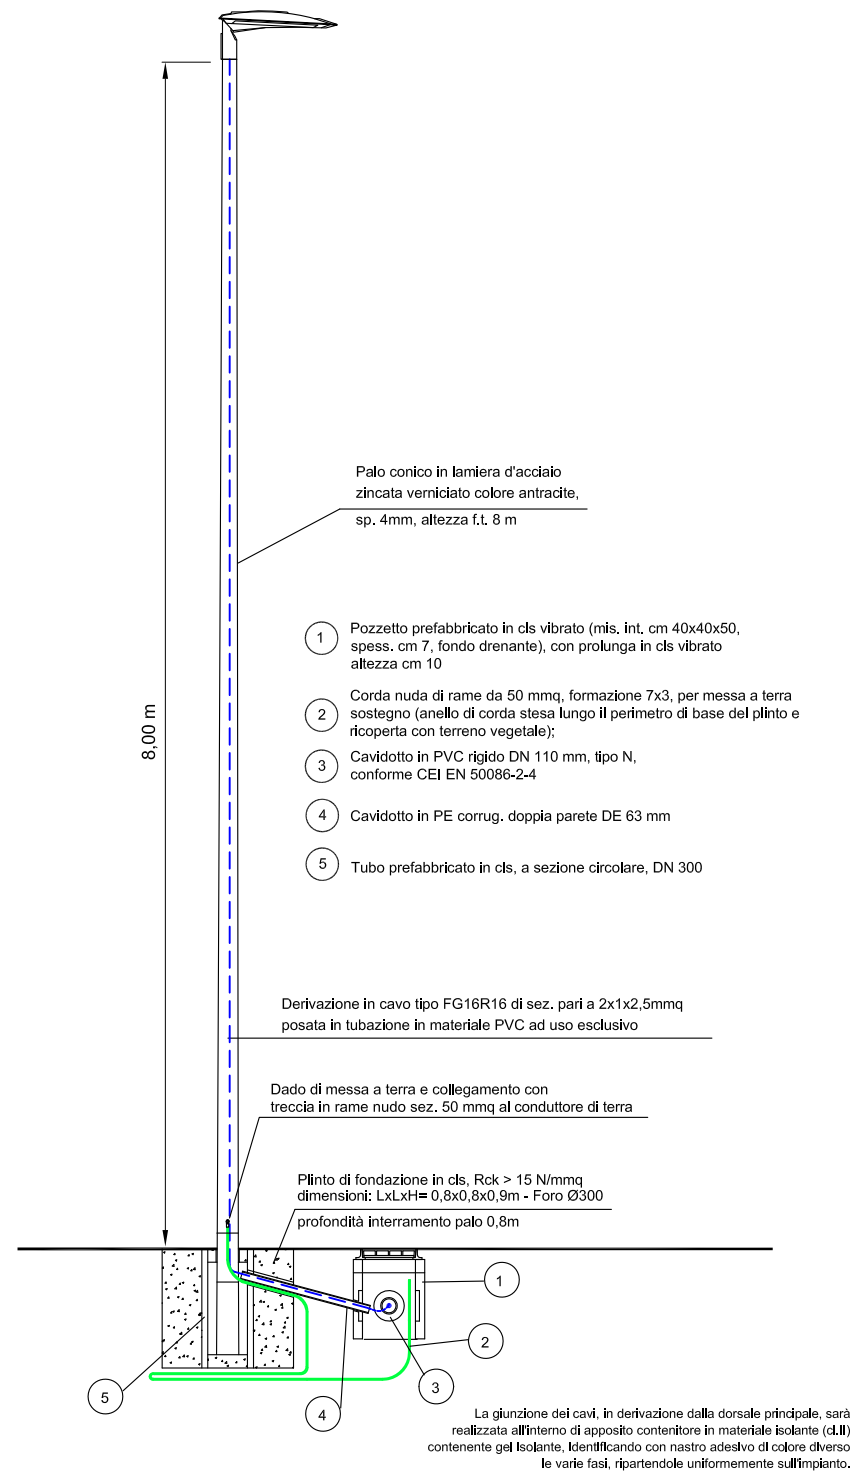 Palo conico in lamiera d'acciaio
zincata verniciato colore antracite,
sp. 4mm, altezza f.t. 8 m
1
Pozzetto prefabbricato in cls vibrato (mis. int. cm 40x40x50,
spess. cm 7, fondo drenante), con prolunga in cls vibrato
altezza cm 10
2
Corda nuda di rame da 50 mmq, formazione 7x3, per messa a terra
sostegno (anello di corda stesa lungo il perimetro di base del plinto e
ricoperta con terreno vegetale);
3
Cavidotto in PVC rigido DN 110 mm, tipo N,
conforme CEI EN 50086-2-4
4
Cavidotto in PE corrug. doppia parete DE 63 mm
5
Tubo prefabbricato in cls, a sezione circolare, DN 300
8,00 m
Derivazione in cavo tipo FG16R16 di sez. pari a 2x1x2,5mmq
posata in tubazione in materiale PVC ad uso esclusivo
Dado di messa a terra e collegamento con
treccia in rame nudo sez. 50 mmq al conduttore di terra
Plinto di fondazione in cls, Rck > 15 N/mmq
dimensioni: LxLxH= 0,8x0,8x0,9m - Foro Ø300
profondità interramento palo 0,8m
1
2
3
4
5
La giunzione dei cavi, in derivazione dalla dorsale principale, sarà
realizzata all'interno di apposito contenitore in materiale isolante (cl.II)
contenente gel isolante, identificando con nastro adesivo di colore diverso
le varie fasi, ripartendole uniformemente sull'impianto.